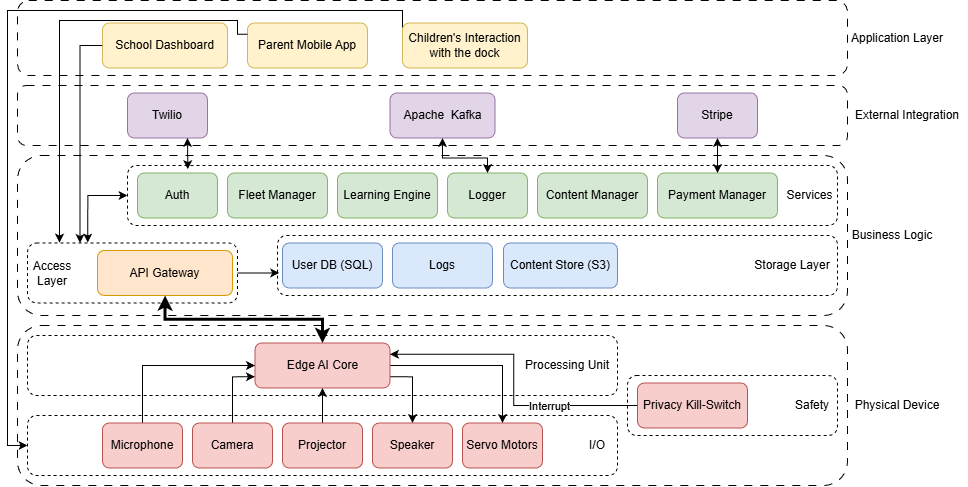 School Dashboard
Parent Mobile App
Children's Interaction
with the dock
Application Layer
Twilio
Apache Kafka
Stripe
External Integration
Auth
Fleet Manager
Learning Engine
Logger
Content Manager
Payment Manager
Services
Business Logic
Access
Layer
API Gateway
User DB (SQL)
Logs
Content Store (S3)
Storage Layer
Edge AI Core
Processing Unit
Interrupt
Privacy Kill-Switch
Safety
Physical Device
Microphone
Camera
Projector
Speaker
Servo Motors
I/O